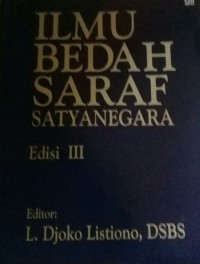 ILMU
BEDAH
SARAF
SATYANEGARA
Edisi III
Editor:
L. Djoko Listiono, DSBS